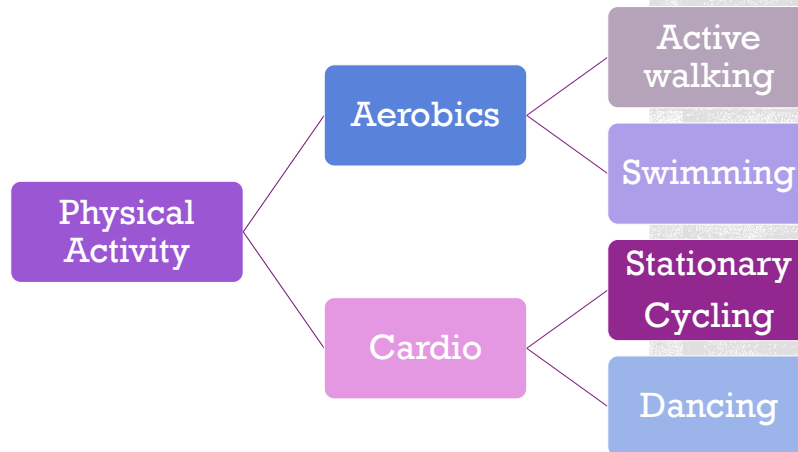 Physical
Activity
Aerobics
Active
walking
Swimming
Cardio
Stationary
Cycling
Dancing